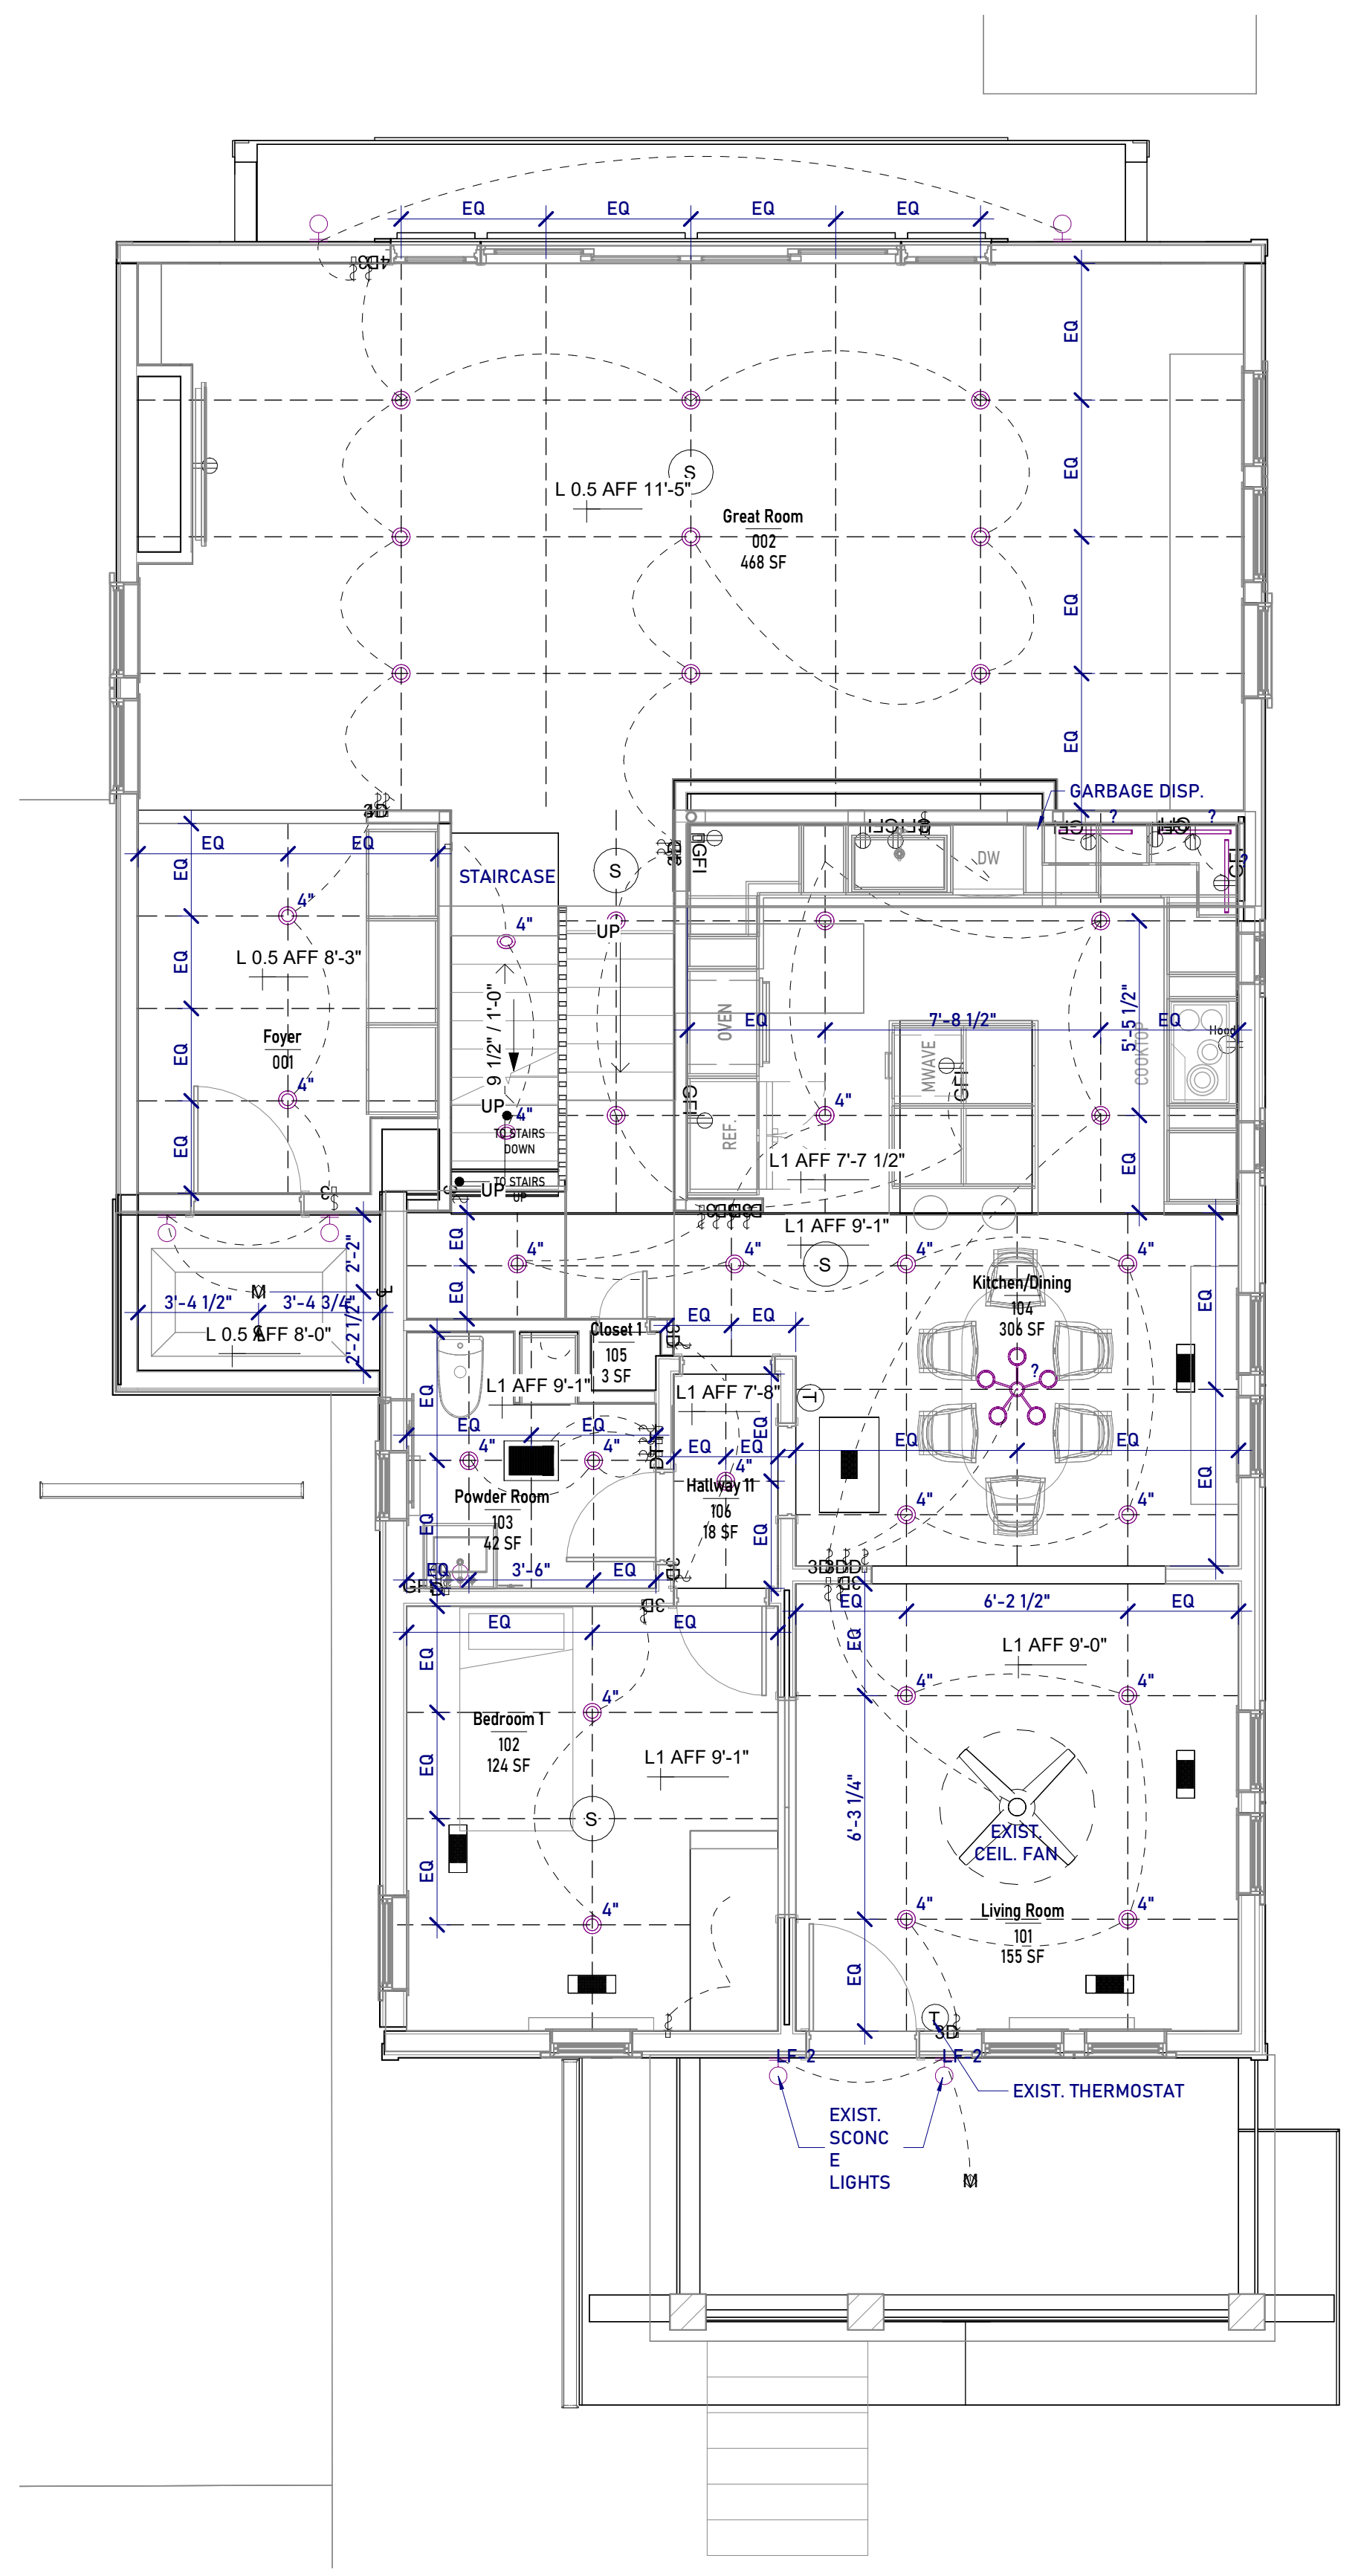 EQ EQ EQ EQ
EQ
EQ
S
L 0.5 AFF 11'-5"
Great Room
002
468 SF
EQ
EQ
GARBAGE DISP.
? ?
EQ EQ
EQ
STAIRCASE
S
GFI
DW
?
4"
4"
UP
L 0.5 AFF 8'-3"
EQ
9 1/2" / 1'-0"
OVEN
EQ
7'-8 1/2"
EQ
5'-5 1/2"
Hood
Foyer
001
EQ
MWAVE
GFI
COOKTOP
4"
UP
4"
GFI
4"
TO STAIRS
DOWN
REF.
EQ
L1 AFF 7'-7 1/2"
EQ
TO STAIRS
UP
UP
L1 AFF 9'-1"
2'-2"
EQ
4"
4"
S
4"
4"
Kitchen/Dining
104
306 SF
M
3'-4 1/2" 3'-4 3/4"
EQ
EQ EQ
EQ
L 0.5 AFF 8'-0"
2'-2 1/2"
Closet 1
105
3 SF
?
L1 AFF 9'-1"
L1 AFF 7'-8"
T
EQ
EQ EQ
EQ
EQ EQ
EQ EQ
4"
4"
4"
Powder Room
103
42 SF
Hallway 11
106
18 SF
EQ
4"
4"
EQ
EQ
EQ 3'-6" EQ
3D
EQ 6'-2 1/2" EQ
EQ EQ
EQ
EQ
L1 AFF 9'-0"
4"
4"
4"
Bedroom 1
102
124 SF
L1 AFF 9'-1"
EQ
6'-3 1/4"
S
EXIST.
CEIL. FAN
EQ
4"
4"
4"
Living Room
101
155 SF
EQ
T
3D
LF-2 LF-2
EXIST. THERMOSTAT
EXIST.
SCONC
E
LIGHTS
M